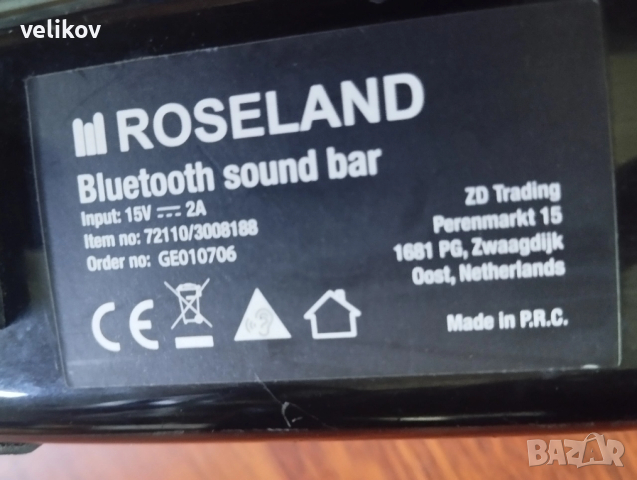 velikov
ROSELAND
Bluetooth sound bar
Input: 15V ⎓ 2A
Item no: 72110/3008188
Order no: GE010706
ZD Trading
Perenmarkt 15
1681 PG, Zwaagdijk
Oost, Netherlands
CE
Made in P.R.C.
BAZAR